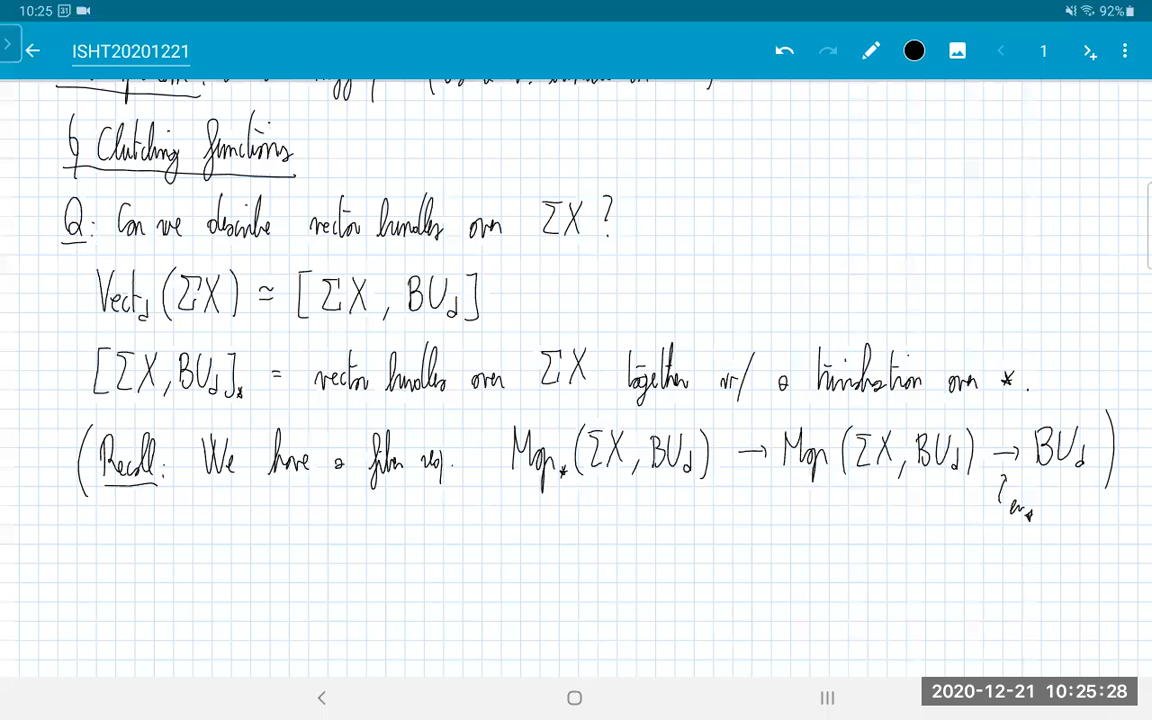 10:25 31 92%
ISHT20201221 1
§ Clutching functions
Q: Can we describe vector bundles over ΣX ?
Vect_d (ΣX) ≃ [ΣX, BU_d]
[ΣX, BU_d]_* = vector bundles over ΣX together w/ a trivialization over *.
(Recall: We have a fiber seq. Map_*(ΣX, BU_d) → Map(ΣX, BU_d) → BU_d)
↑ ev_*
2020-12-21 10:25:28